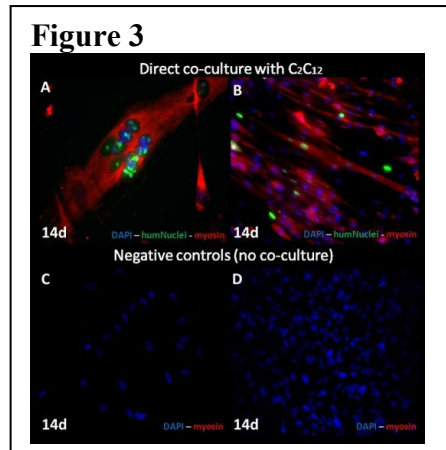 Figure 3
Direct co-culture with C₂C₁₂
A
B
DAPI – humNuclei - myosin
DAPI – humNuclei - myosin
14d
14d
Negative controls (no co-culture)
C
D
14d
DAPI – myosin
14d
DAPI – myosin